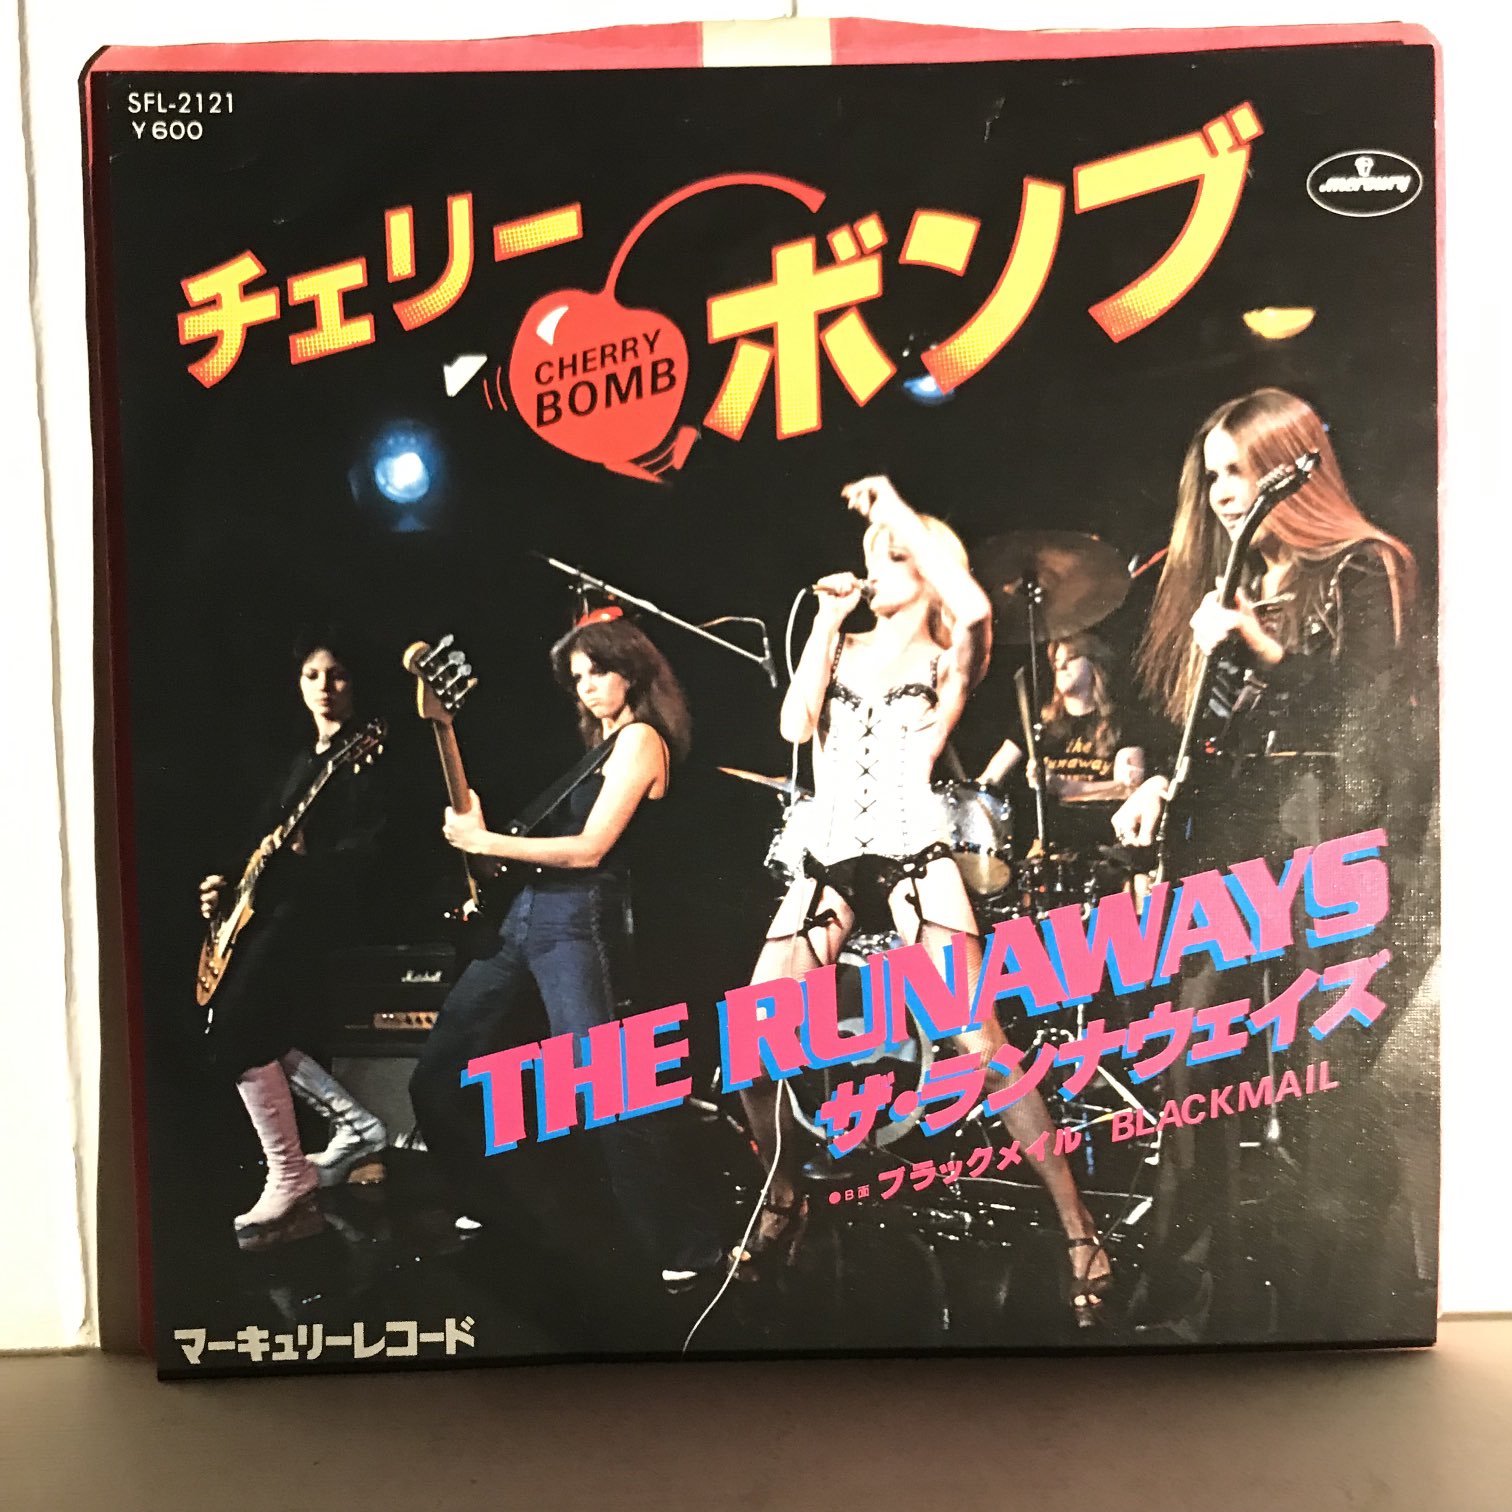 SFL-2121
¥600
チェリー
ボンブ
mercury
CHERRY
BOMB
the
Marshall
THE RUNAWAYS
ザ・ランナウェイズ
●B面 ブラックメイル BLACKMAIL
マーキュリーレコード